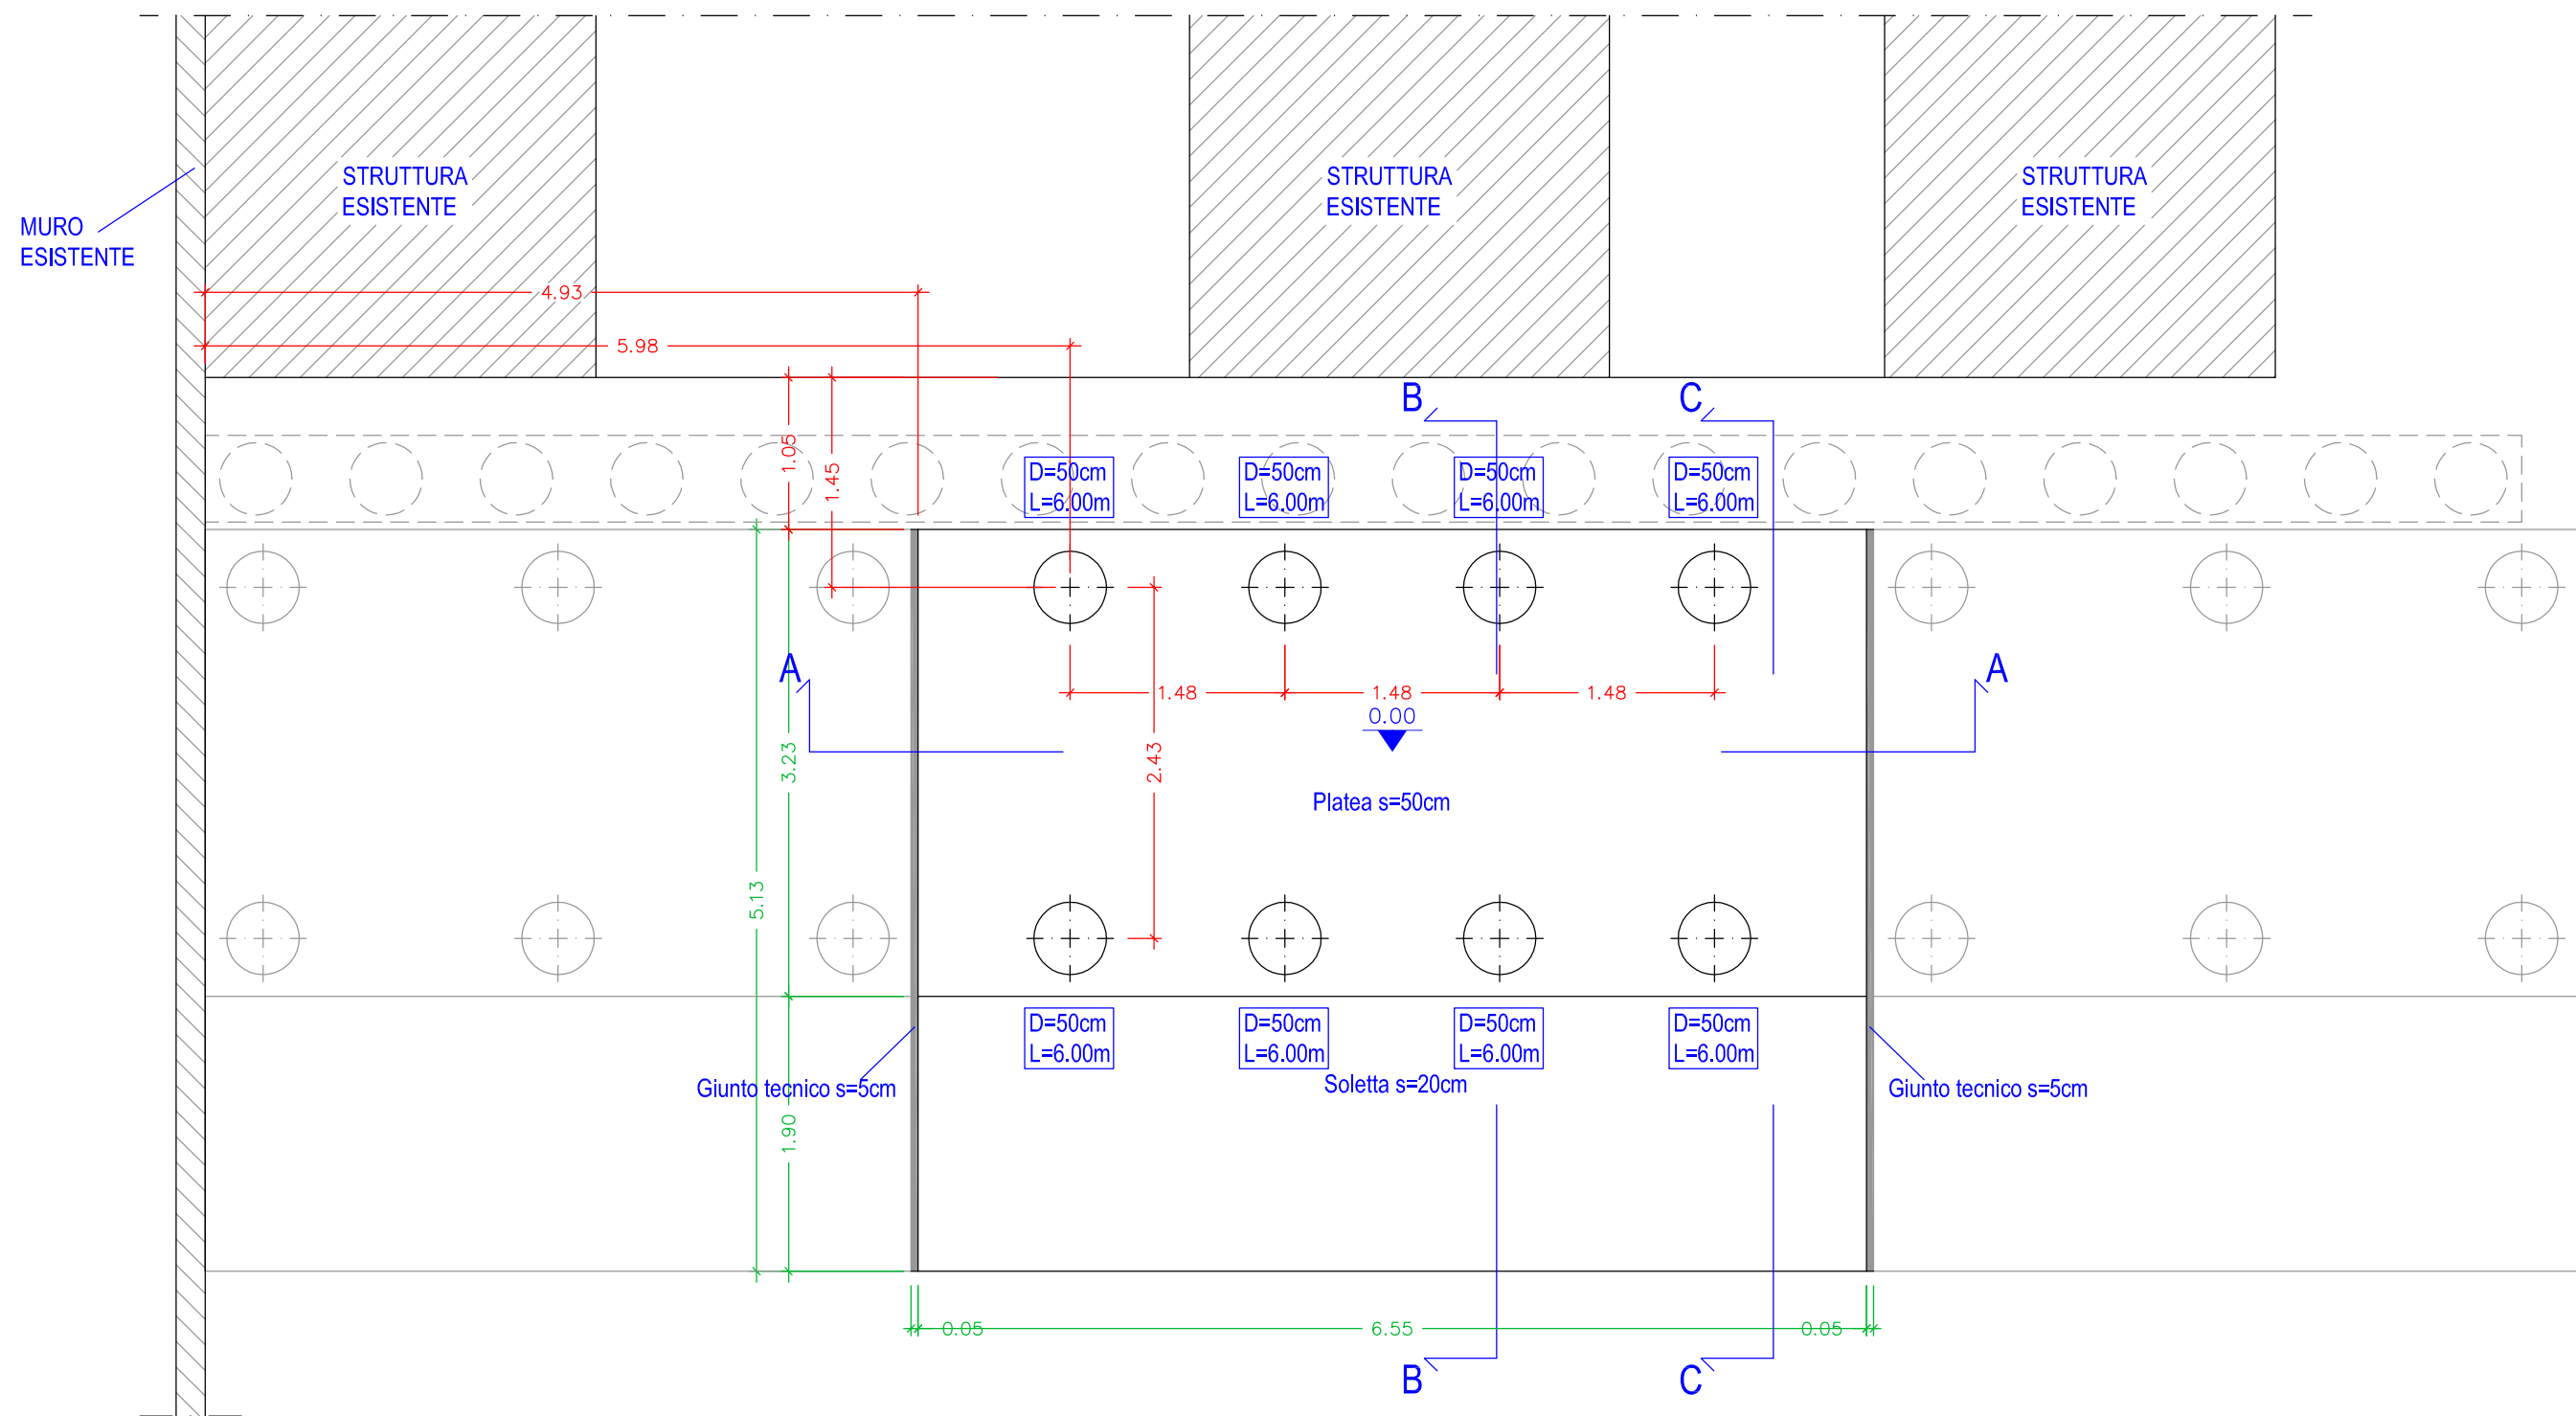 STRUTTURA
ESISTENTE
STRUTTURA
ESISTENTE
STRUTTURA
ESISTENTE
MURO
ESISTENTE
4.93
5.98
B
C
1.05
1.45
D=50cm
L=6.00m
D=50cm
L=6.00m
D=50cm
L=6.00m
D=50cm
L=6.00m
A
A
1.48
1.48
1.48
0.00
3.23
2.43
Platea s=50cm
5.13
D=50cm
L=6.00m
D=50cm
L=6.00m
D=50cm
L=6.00m
D=50cm
L=6.00m
Giunto tecnico s=5cm
Soletta s=20cm
Giunto tecnico s=5cm
1.90
0.05
6.55
0.05
B
C